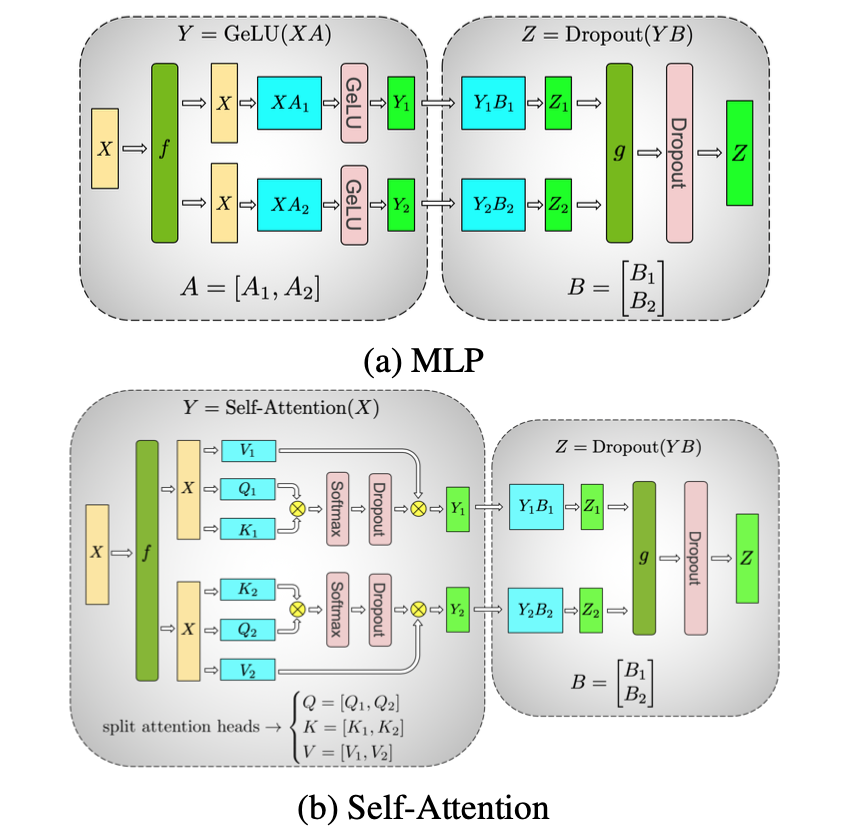 Y = GeLU(XA)
Z = Dropout(YB)
X
f
X
XA₁
GeLU
Y₁
Y₁B₁
Z₁
X
XA₂
GeLU
Y₂
Y₂B₂
Z₂
g
Dropout
Z
A = [A₁, A₂]
B = [B₁
B₂]
(a) MLP
Y = Self-Attention(X)
Z = Dropout(YB)
X
f
X
V₁
Q₁
K₁
Softmax
Dropout
Y₁
Y₁B₁
Z₁
X
K₂
Q₂
V₂
Softmax
Dropout
Y₂
Y₂B₂
Z₂
g
Dropout
Z
split attention heads → { Q = [Q₁, Q₂]
K = [K₁, K₂]
V = [V₁, V₂]
B = [B₁
B₂]
(b) Self-Attention